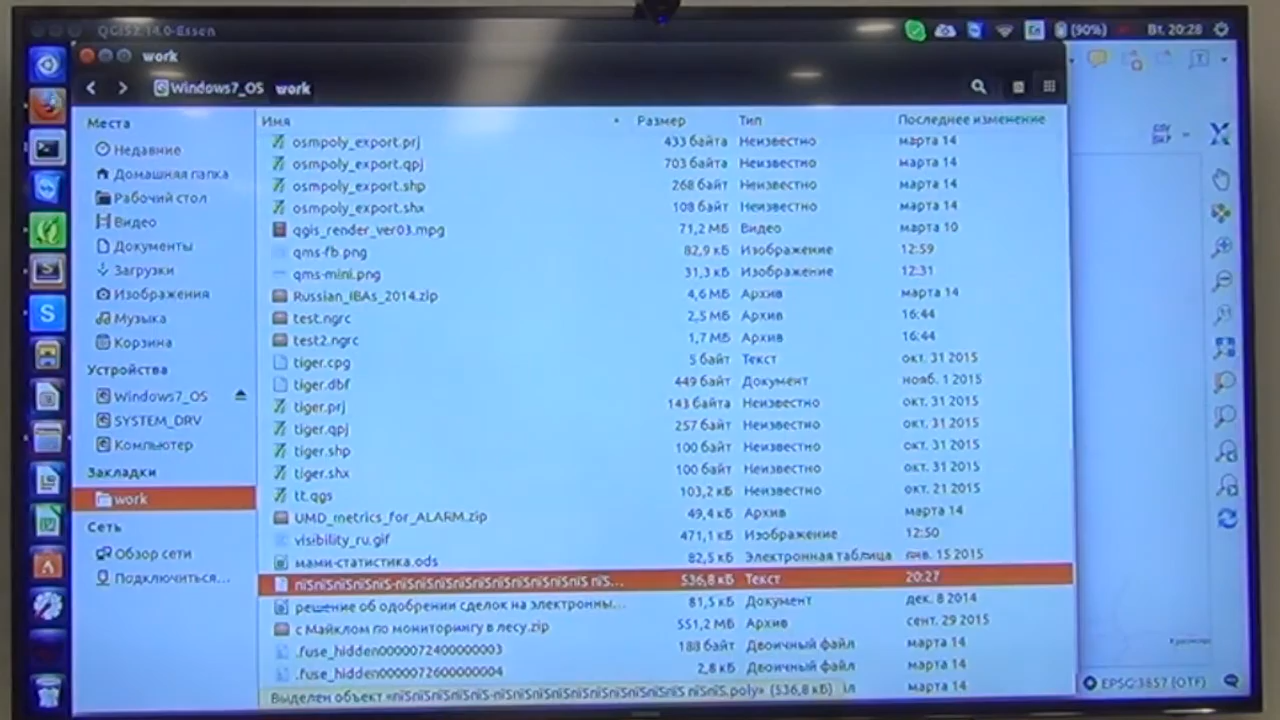 QGIS 2.14.0-Essen
(90%)
Вт, 20:28
work
Windows7_OS work
Места
Недавние
Домашняя папка
Рабочий стол
Видео
Документы
Загрузки
Изображения
Музыка
Корзина
Устройства
Windows7_OS
SYSTEM_DRV
Компьютер
Закладки
work
Сеть
Обзор сети
Подключиться...
Имя Размер Тип Последнее изменение
osmpoly_export.prj 433 байта Неизвестно марта 14
osmpoly_export.qpj 703 байта Неизвестно марта 14
osmpoly_export.shp 268 байт Неизвестно марта 14
osmpoly_export.shx 108 байт Неизвестно марта 14
qgis_render_ver03.mpg 71,2 МБ Видео марта 10
qms-fb.png 82,9 кБ Изображение 12:59
qms-mini.png 31,3 кБ Изображение 12:31
Russian_IBAs_2014.zip 4,6 МБ Архив марта 14
test.ngrc 2,5 МБ Архив 16:44
test2.ngrc 1,7 МБ Архив 16:44
tiger.cpg 5 байт Текст окт. 31 2015
tiger.dbf 449 байт Документ нояб. 1 2015
tiger.prj 143 байта Неизвестно окт. 31 2015
tiger.qpj 257 байт Неизвестно окт. 31 2015
tiger.shp 100 байт Неизвестно окт. 31 2015
tiger.shx 100 байт Неизвестно окт. 31 2015
tt.qgs 103,2 кБ Неизвестно окт. 21 2015
UMD_metrics_for_ALARM.zip 49,4 кБ Архив марта 14
visibility_ru.gif 471,1 кБ Изображение 12:50
мами-статистика.ods 82,5 кБ Электронная таблица янв. 15 2015
536,8 кБ Текст 20:27
решение об одобрении сделок на электронны... 81,5 кБ Документ дек. 8 2014
с Майклом по мониторингу в лесу.zip 551,2 МБ Архив сент. 29 2015
.fuse_hidden0000072400000003 188 байт Двоичный файл марта 14
.fuse_hidden0000072600000004 2,8 кБ Двоичный файл марта 14
марта 14
Выделен объект (536,8 кБ)
EPSG:3857 (OTF)